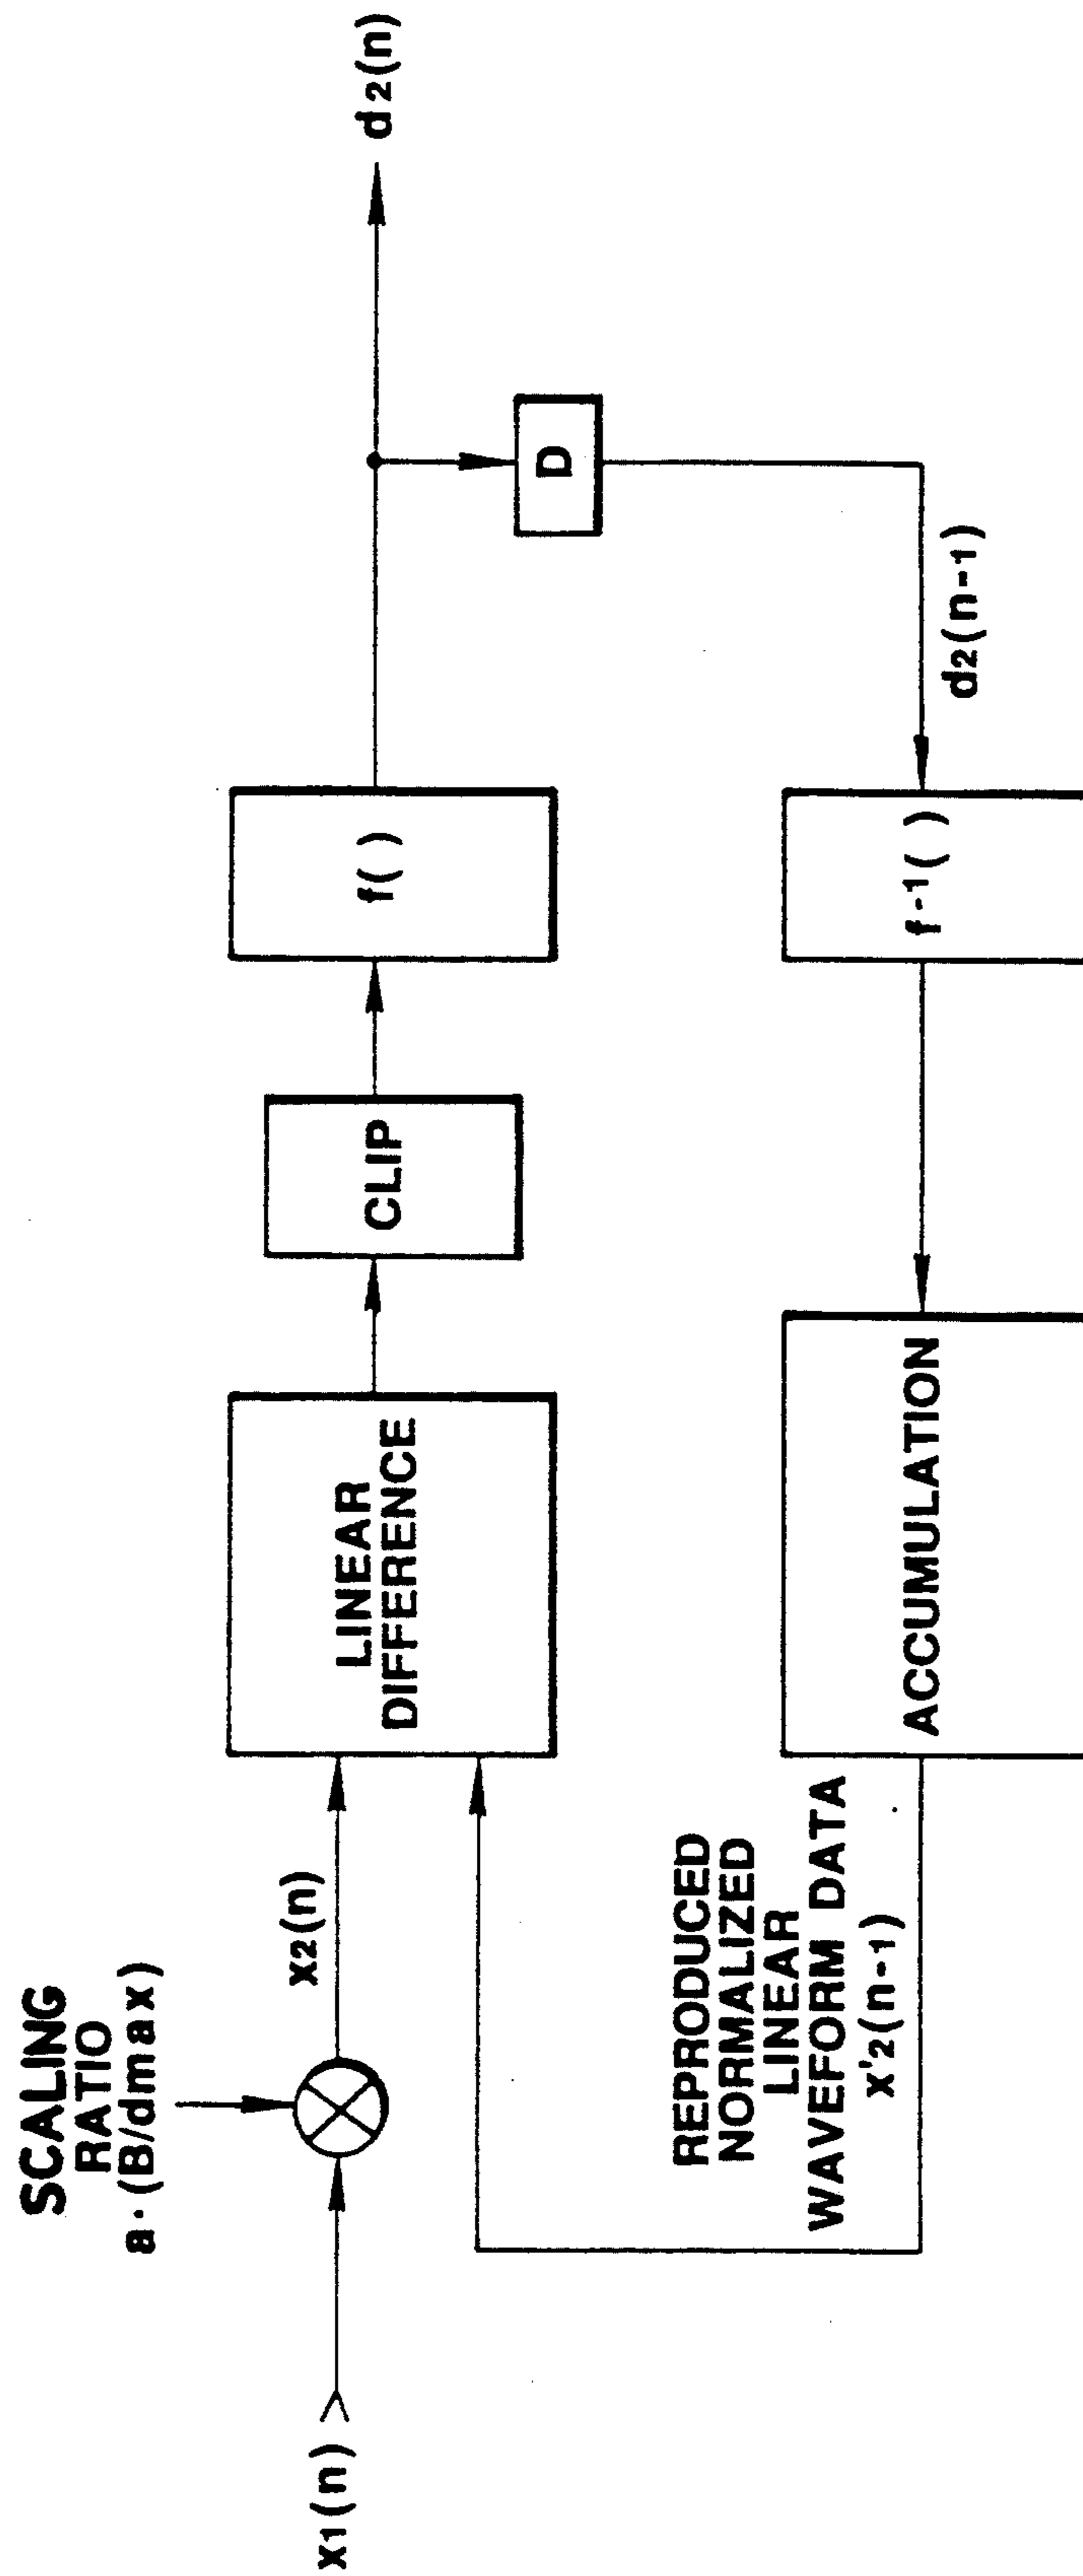 SCALING
RATIO
a·(B/dmax)
x1(n)
x2(n)
LINEAR
DIFFERENCE
CLIP
f( )
d2(n)
D
d2(n-1)
f-1( )
ACCUMULATION
REPRODUCED
NORMALIZED
LINEAR
WAVEFORM DATA
x'2(n-1)